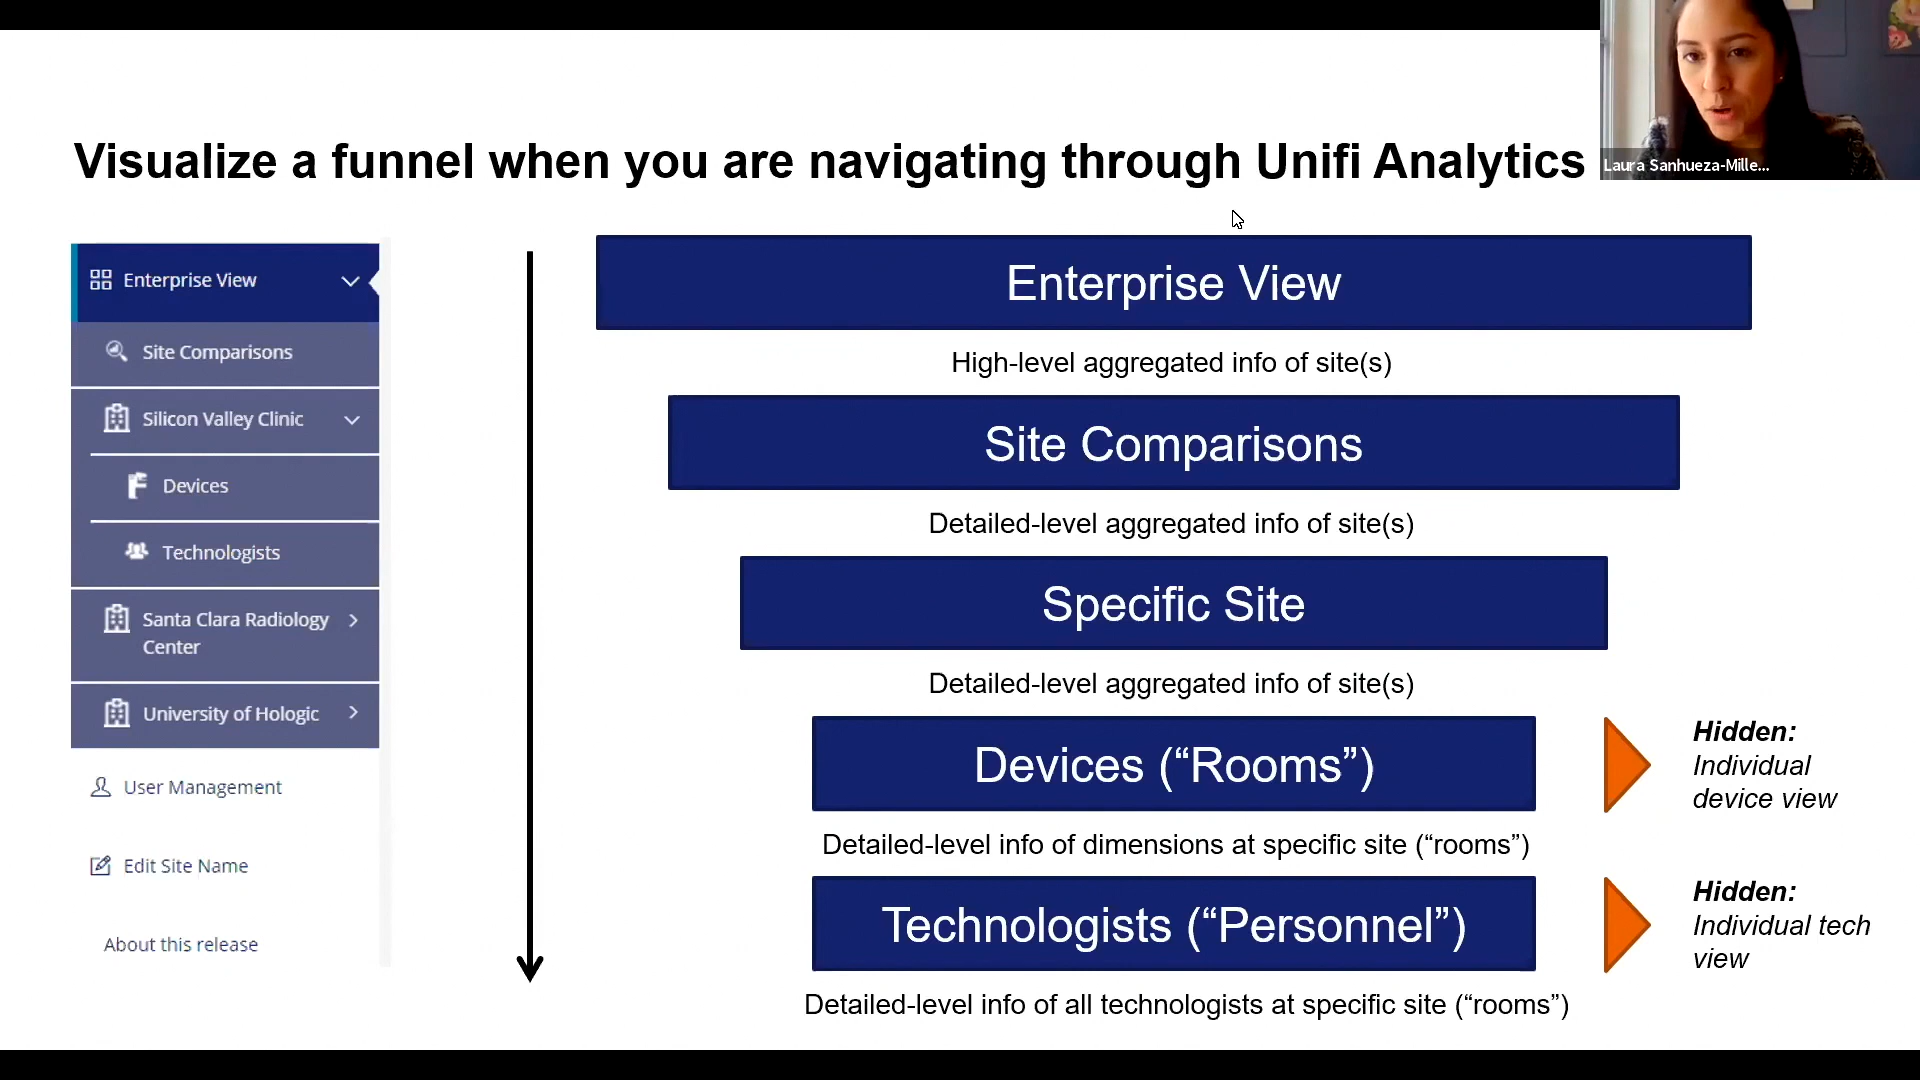 Visualize a funnel when you are navigating through Unifi Analytics
Laura Sanhueza-Mille...
Enterprise View
Site Comparisons
Silicon Valley Clinic
Devices
Technologists
Santa Clara Radiology
Center
University of Hologic
User Management
Edit Site Name
About this release
Enterprise View
High-level aggregated info of site(s)
Site Comparisons
Detailed-level aggregated info of site(s)
Specific Site
Detailed-level aggregated info of site(s)
Devices (“Rooms”)
Hidden:
Individual
device view
Detailed-level info of dimensions at specific site (“rooms”)
Technologists (“Personnel”)
Hidden:
Individual tech
view
Detailed-level info of all technologists at specific site (“rooms”)